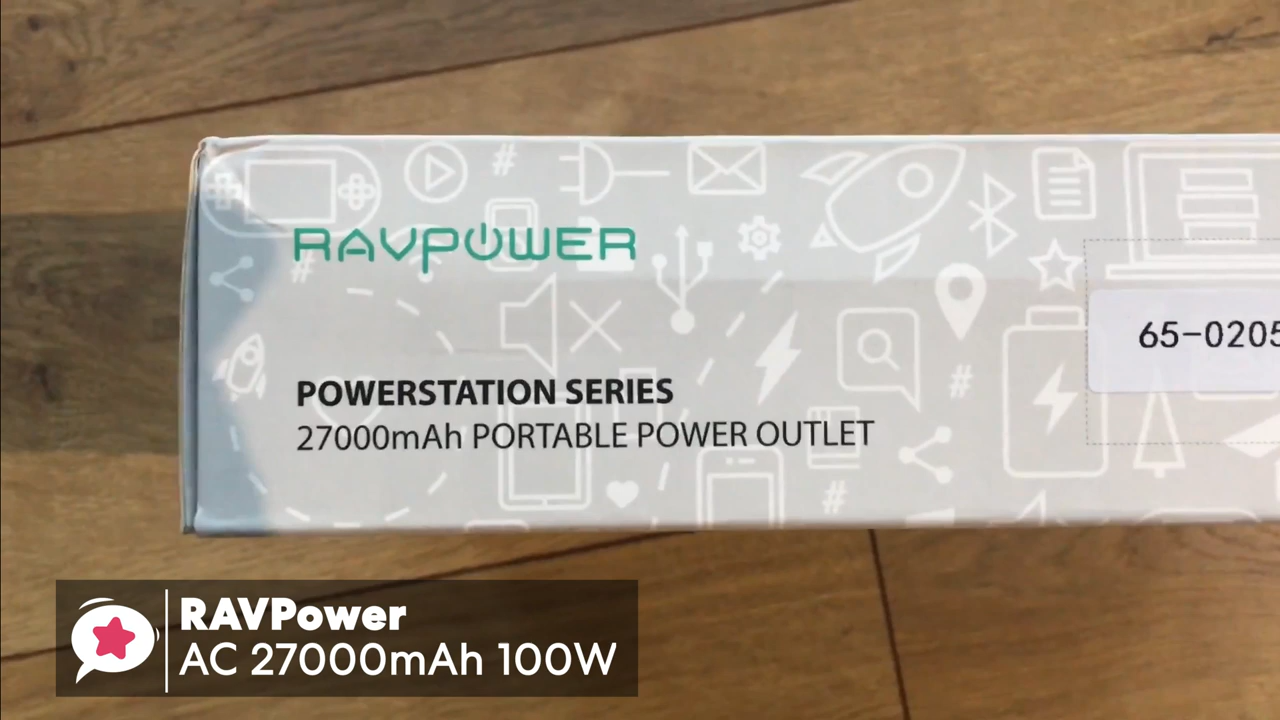 RAVPOWER
65-0205
POWERSTATION SERIES
27000mAh PORTABLE POWER OUTLET
RAVPower
AC 27000mAh 100W